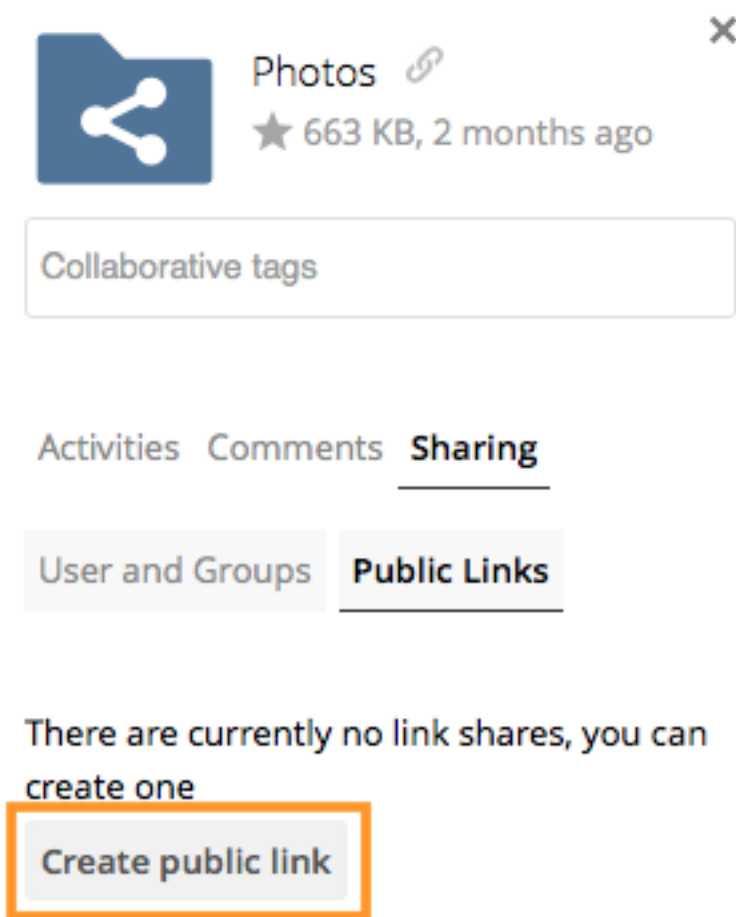 Photos
663 KB, 2 months ago
Collaborative tags
Activities Comments Sharing
User and Groups Public Links
There are currently no link shares, you can
create one
Create public link